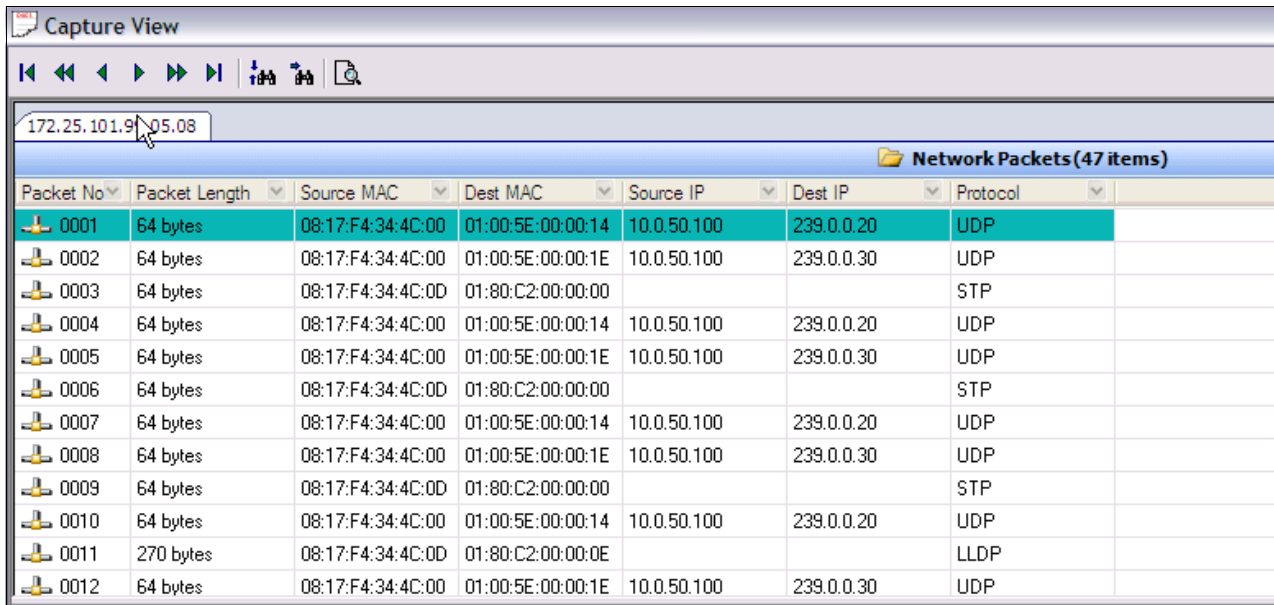 Capture View
172.25.101.9 05.08
Network Packets (47 items)
Packet No Packet Length Source MAC Dest MAC Source IP Dest IP Protocol
0001 64 bytes 08:17:F4:34:4C:00 01:00:5E:00:00:14 10.0.50.100 239.0.0.20 UDP
0002 64 bytes 08:17:F4:34:4C:00 01:00:5E:00:00:1E 10.0.50.100 239.0.0.30 UDP
0003 64 bytes 08:17:F4:34:4C:0D 01:80:C2:00:00:00 STP
0004 64 bytes 08:17:F4:34:4C:00 01:00:5E:00:00:14 10.0.50.100 239.0.0.20 UDP
0005 64 bytes 08:17:F4:34:4C:00 01:00:5E:00:00:1E 10.0.50.100 239.0.0.30 UDP
0006 64 bytes 08:17:F4:34:4C:0D 01:80:C2:00:00:00 STP
0007 64 bytes 08:17:F4:34:4C:00 01:00:5E:00:00:14 10.0.50.100 239.0.0.20 UDP
0008 64 bytes 08:17:F4:34:4C:00 01:00:5E:00:00:1E 10.0.50.100 239.0.0.30 UDP
0009 64 bytes 08:17:F4:34:4C:0D 01:80:C2:00:00:00 STP
0010 64 bytes 08:17:F4:34:4C:00 01:00:5E:00:00:14 10.0.50.100 239.0.0.20 UDP
0011 270 bytes 08:17:F4:34:4C:0D 01:80:C2:00:00:0E LLDP
0012 64 bytes 08:17:F4:34:4C:00 01:00:5E:00:00:1E 10.0.50.100 239.0.0.30 UDP